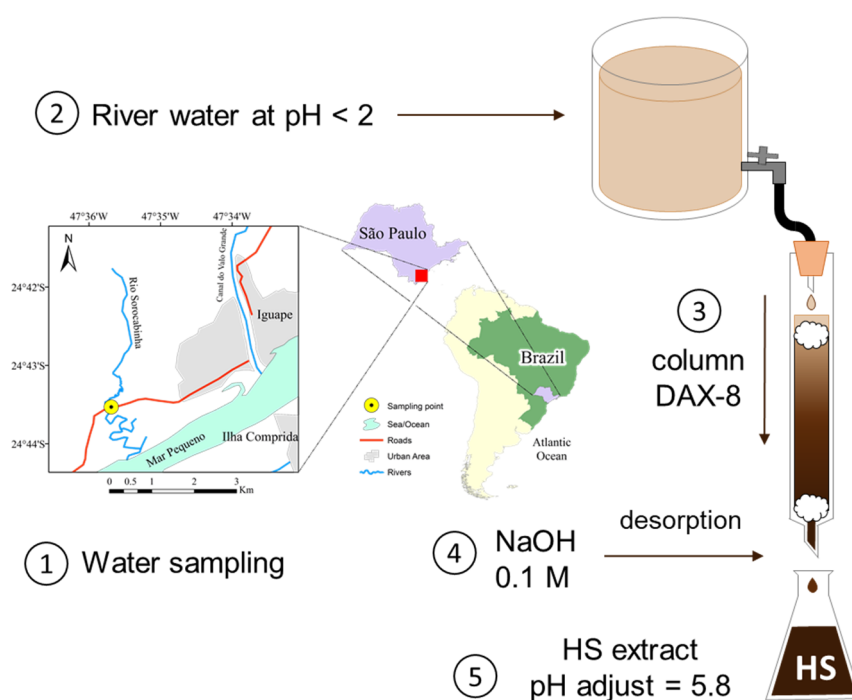 2 River water at pH < 2
47°36'W 47°35'W 47°34'W
N
24°42'S
24°43'S
24°44'S
Rio Sorocabinha
Canal do Valo Grande
Iguape
Mar Pequeno
Ilha Comprida
0 0.5 1 2 3
Km
São Paulo
Brazil
Atlantic
Ocean
Sampling point
Sea/Ocean
Roads
Urban Area
Rivers
3
column
DAX-8
1 Water sampling
4 NaOH
0.1 M
desorption
5 HS extract
pH adjust = 5.8
HS